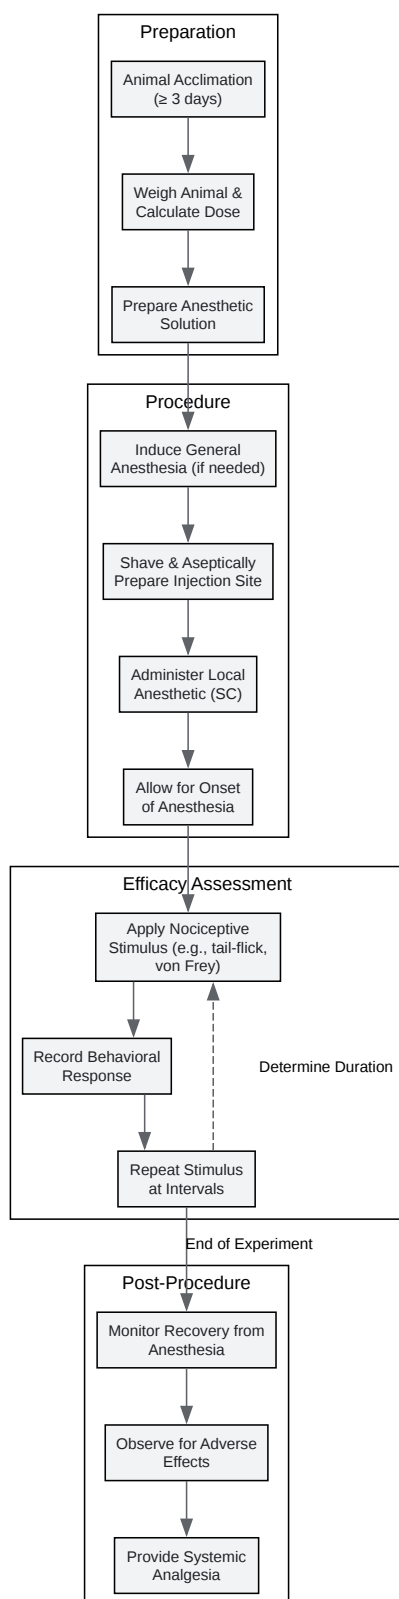 Preparation
Animal Acclimation
(≥ 3 days)
Weigh Animal &
Calculate Dose
Prepare Anesthetic
Solution
Procedure
Induce General
Anesthesia (if needed)
Shave & Aseptically
Prepare Injection Site
Administer Local
Anesthetic (SC)
Allow for Onset
of Anesthesia
Efficacy Assessment
Apply Nociceptive
Stimulus (e.g., tail-flick,
von Frey)
Record Behavioral
Response
Determine Duration
Repeat Stimulus
at Intervals
End of Experiment
Post-Procedure
Monitor Recovery from
Anesthesia
Observe for Adverse
Effects
Provide Systemic
Analgesia